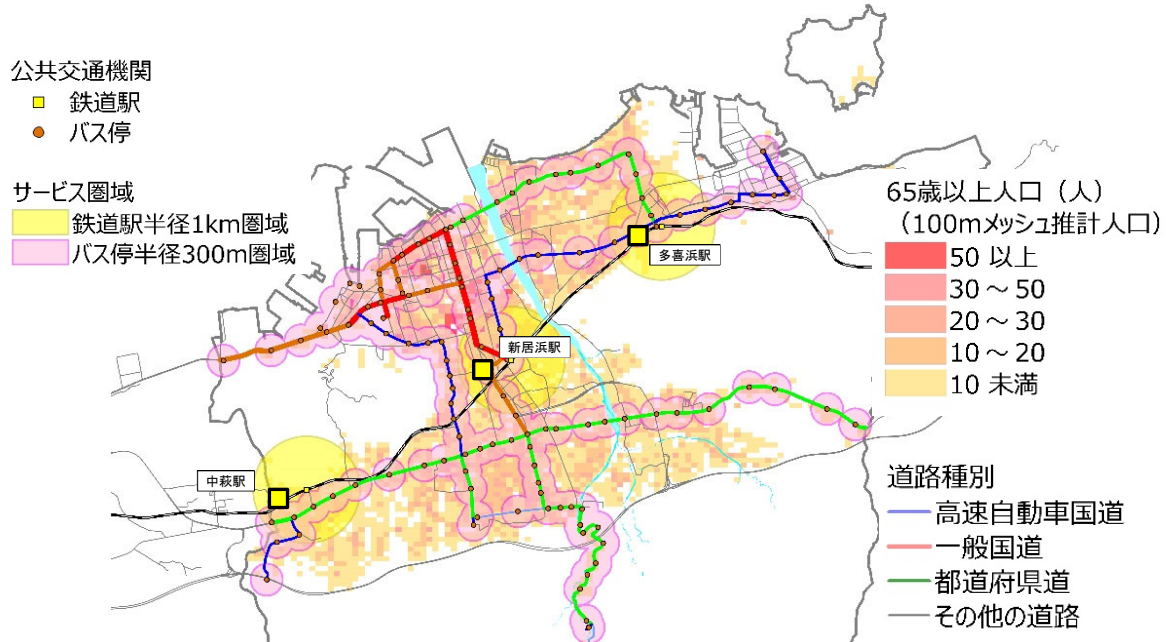 公共交通機関
鉄道駅
バス停
サービス圏域
鉄道駅半径1km圏域
バス停半径300m圏域
65歳以上人口（人）
（100mメッシュ推計人口）
50 以上
30～50
20～30
10～20
10 未満
多喜浜駅
新居浜駅
中萩駅
道路種別
高速自動車国道
一般国道
都道府県道
その他の道路